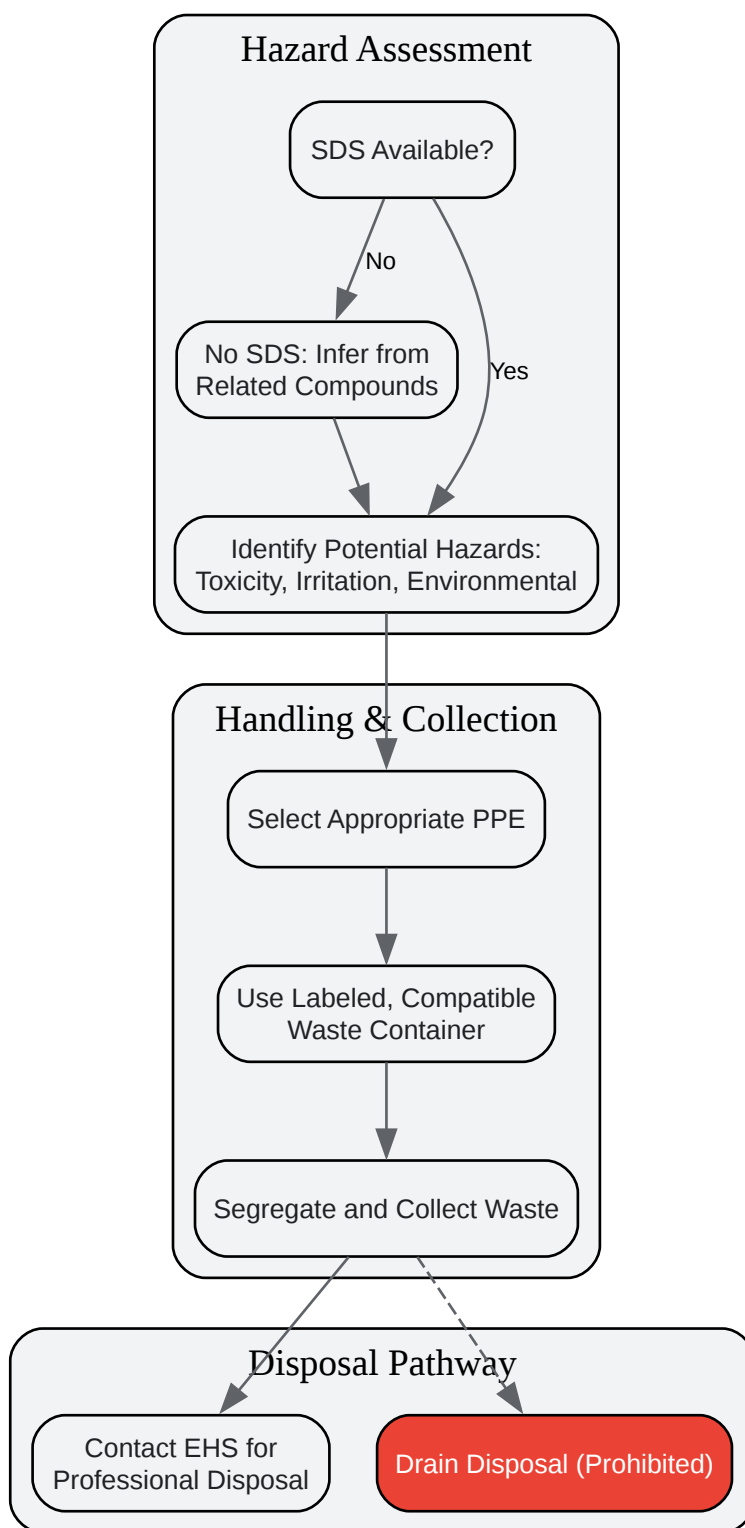 Hazard Assessment
SDS Available?
No
No SDS: Infer from
Related Compounds
Yes
Identify Potential Hazards:
Toxicity, Irritation, Environmental
Handling & Collection
Select Appropriate PPE
Use Labeled, Compatible
Waste Container
Segregate and Collect Waste
Disposal Pathway
Contact EHS for
Professional Disposal
Drain Disposal (Prohibited)